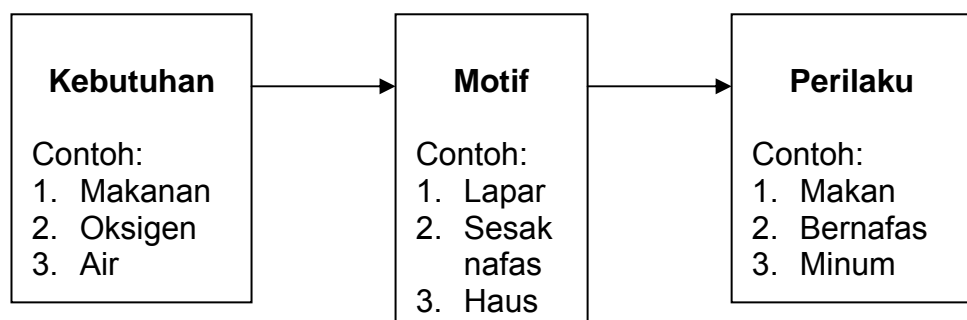 Kebutuhan
Contoh:
1. Makanan
2. Oksigen
3. Air
Motif
Contoh:
1. Lapar
2. Sesak
nafas
3. Haus
Perilaku
Contoh:
1. Makan
2. Bernafas
3. Minum